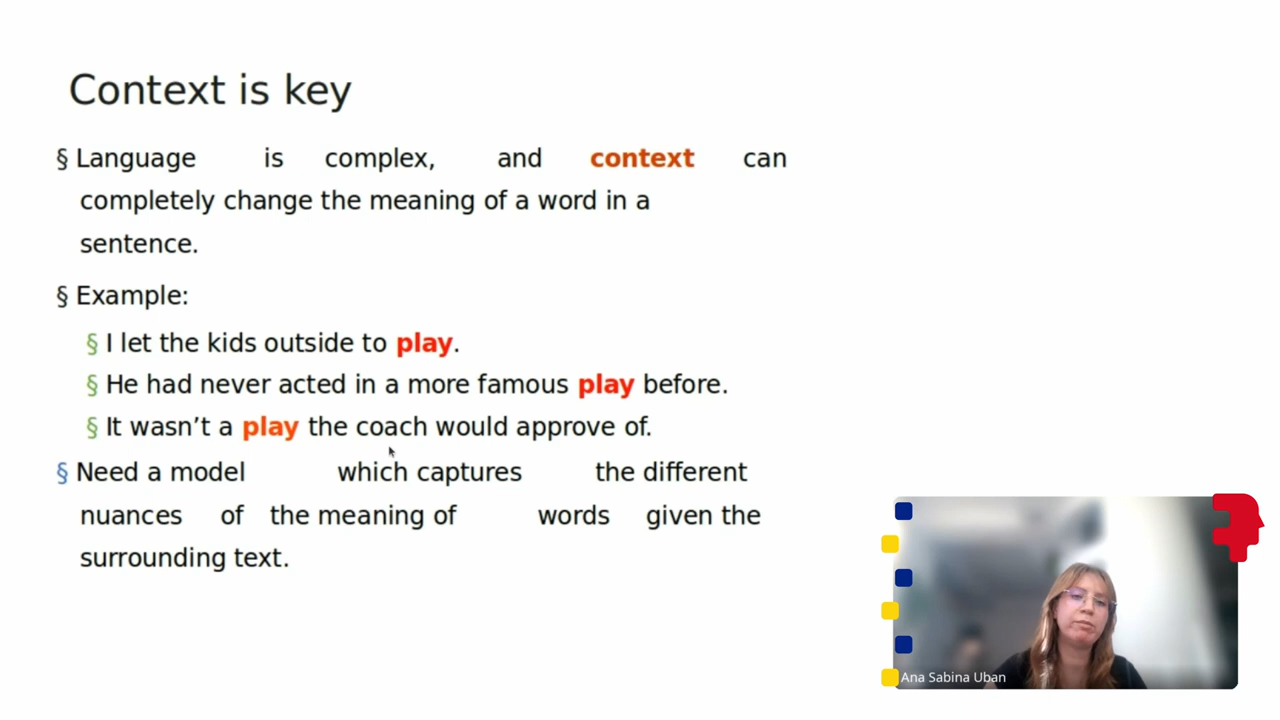 Context is key
§ Language is complex, and context can
completely change the meaning of a word in a
sentence.
§ Example:
§ I let the kids outside to play.
§ He had never acted in a more famous play before.
§ It wasn’t a play the coach would approve of.
§ Need a model which captures the different
nuances of the meaning of words given the
surrounding text.
Ana Sabina Uban